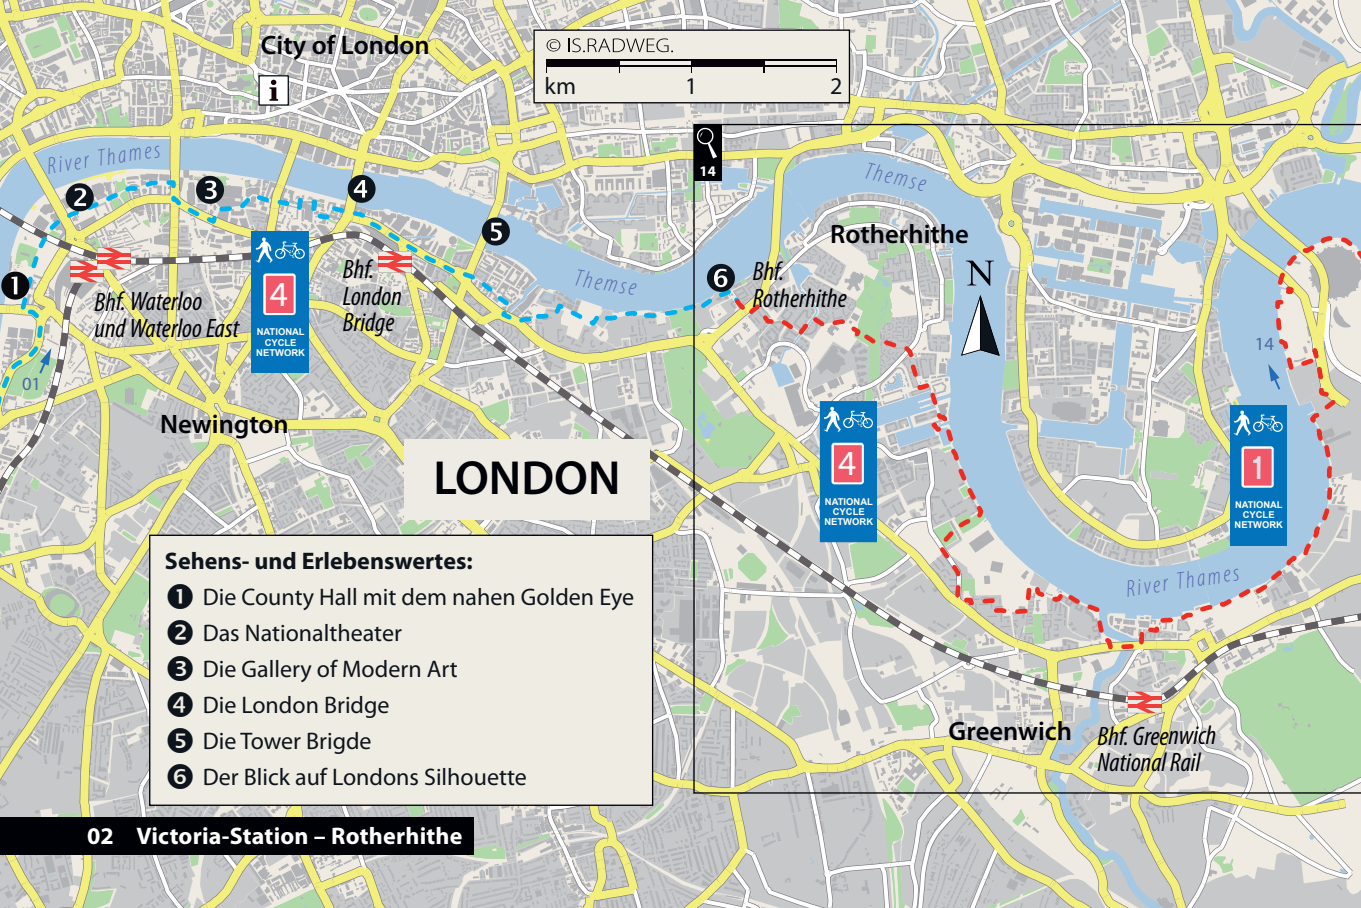 City of London
i
© IS.RADWEG.
km 1 2
River Thames
14
Themse
2
3
4
5
Rotherhithe
N
1
4
NATIONAL
CYCLE
NETWORK
Bhf.
London
Bridge
Themse
6
Bhf.
Rotherhithe
Bhf. Waterloo
und Waterloo East
01
14
Newington
4
NATIONAL
CYCLE
NETWORK
1
NATIONAL
CYCLE
NETWORK
LONDON
River Thames
Sehens- und Erlebenswertes:
1 Die County Hall mit dem nahen Golden Eye
2 Das Nationaltheater
3 Die Gallery of Modern Art
4 Die London Bridge
5 Die Tower Brigde
6 Der Blick auf Londons Silhouette
Greenwich
Bhf. Greenwich
National Rail
02 Victoria-Station – Rotherhithe